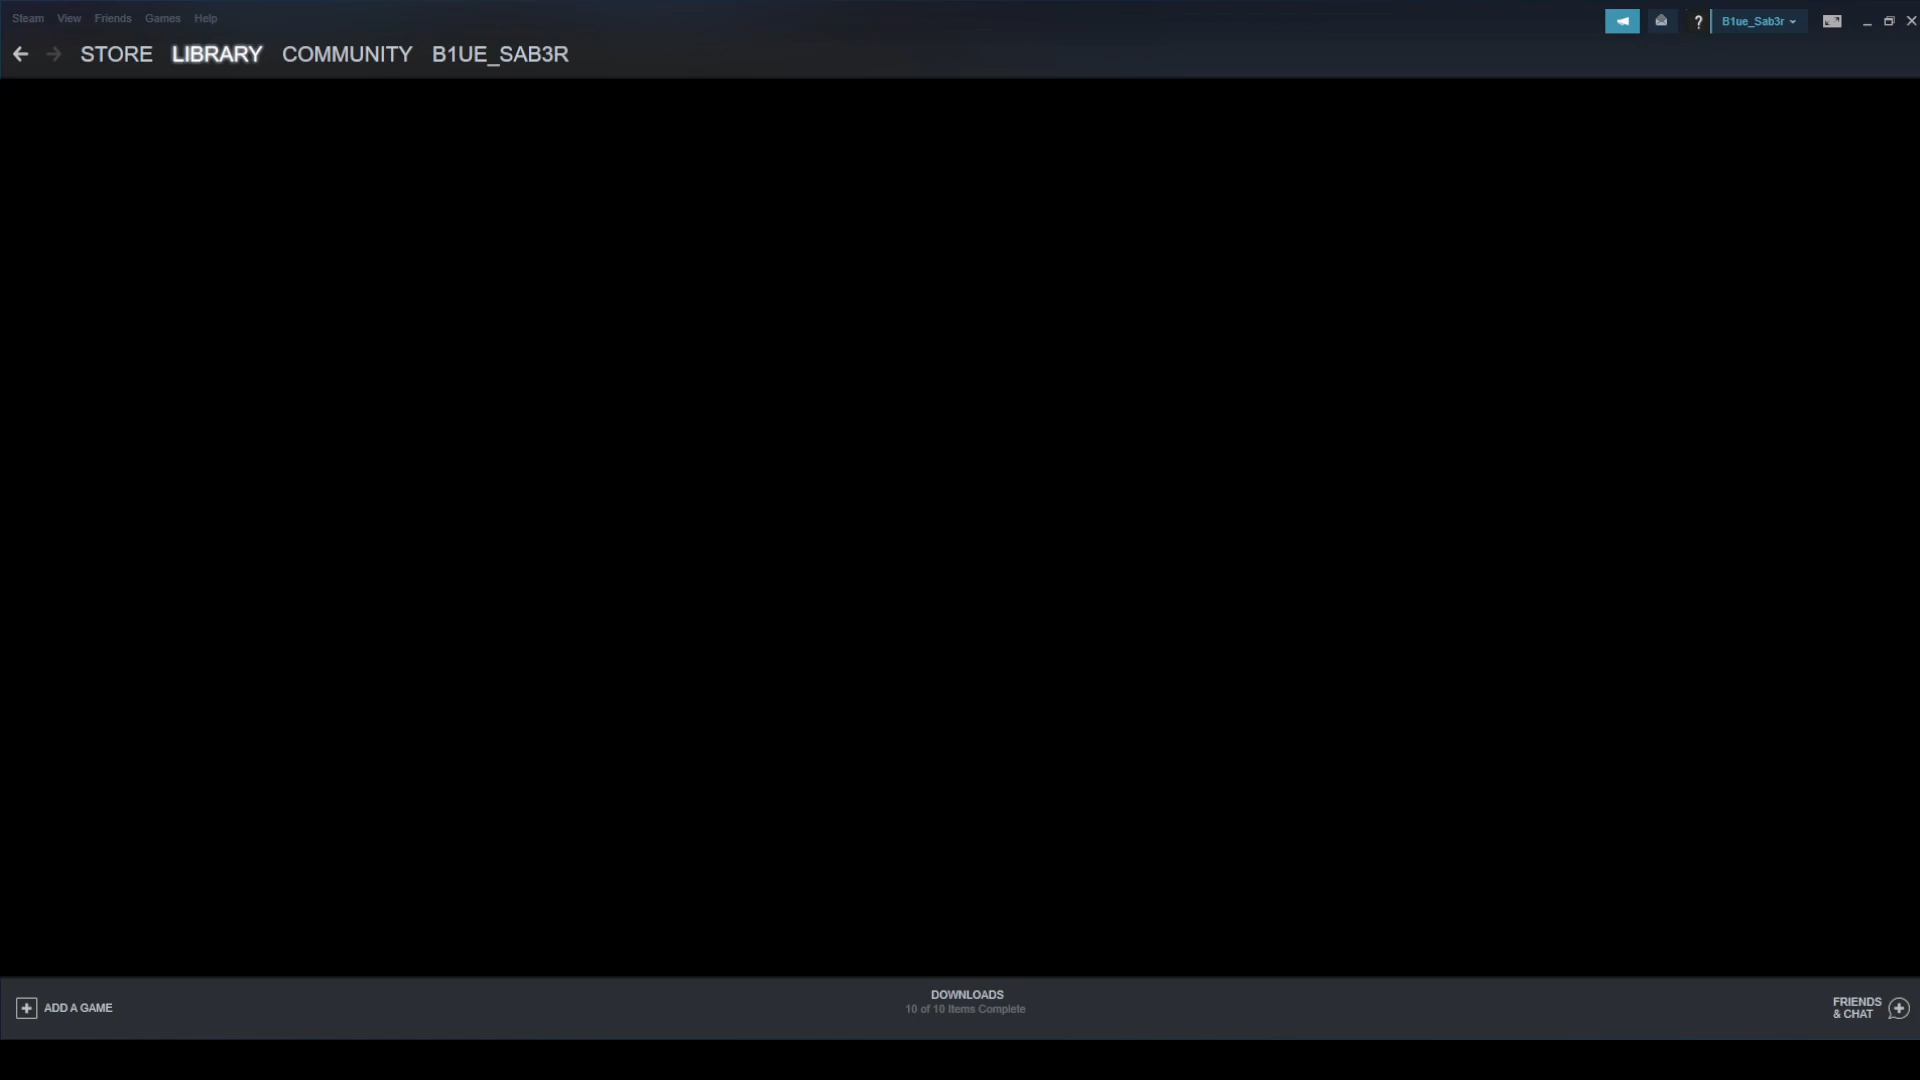 Steam View Friends Games Help
? B1ue_Sab3r
STORE LIBRARY COMMUNITY B1UE_SAB3R
ADD A GAME
DOWNLOADS
10 of 10 Items Complete
FRIENDS
& CHAT